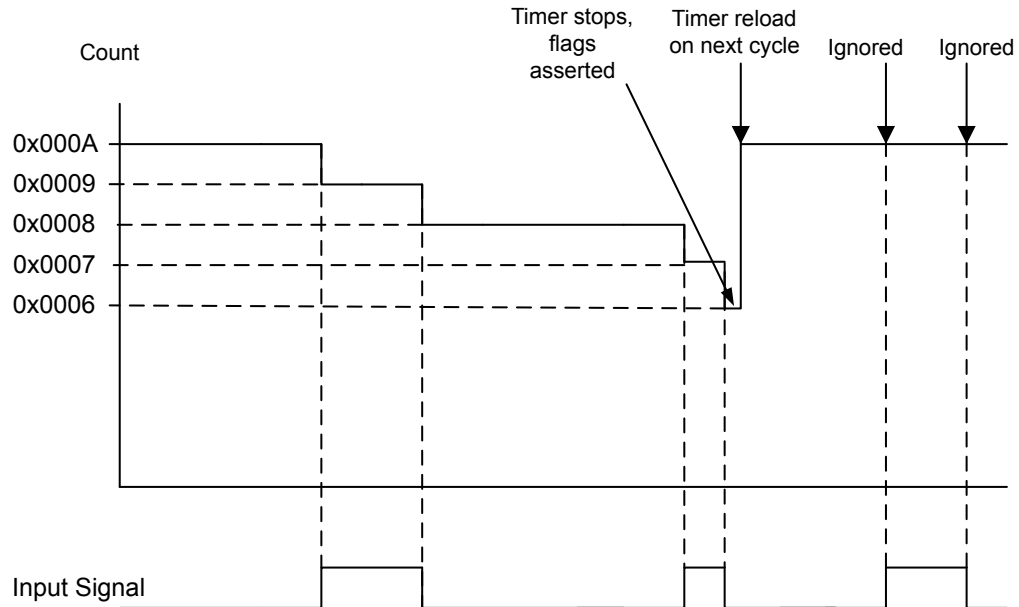 Timer stops,
flags
asserted
Timer reload
on next cycle
Ignored
Ignored
Count
0x000A
0x0009
0x0008
0x0007
0x0006
Input Signal